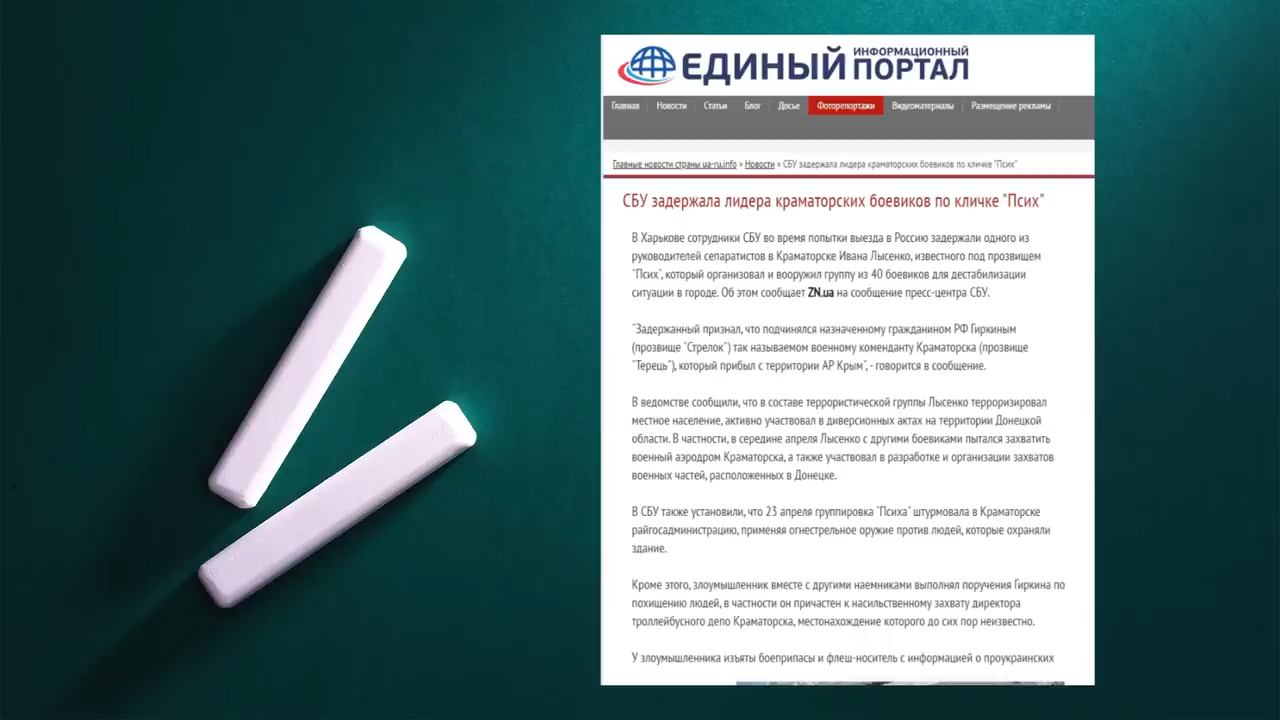 ЕДИНЫЙ ИНФОРМАЦИОННЫЙ ПОРТАЛ
Главная Новости Статьи Блог Досье Фоторепортажи Видеоматериалы Размещение рекламы
Главные новости страны ua-ru.info » Новости » СБУ задержала лидера краматорских боевиков по кличке "Псих"
СБУ задержала лидера краматорских боевиков по кличке "Псих"
В Харькове сотрудники СБУ во время попытки выезда в Россию задержали одного из
руководителей сепаратистов в Краматорске Ивана Лысенко, известного под прозвищем
"Псих", который организовал и вооружил группу из 40 боевиков для дестабилизации
ситуации в городе. Об этом сообщает ZN.ua на сообщение пресс-центра СБУ.
"Задержанный признал, что подчинялся назначенному гражданином РФ Гиркиным
(прозвище "Стрелок") так называемом военному коменданту Краматорска (прозвище
"Терець"), который прибыл с территории АР Крым", - говорится в сообщение.
В ведомстве сообщили, что в составе террористической группы Лысенко терроризировал
местное население, активно участвовал в диверсионных актах на территории Донецкой
области. В частности, в середине апреля Лысенко с другими боевиками пытался захватить
военный аэродром Краматорска, а также участвовал в разработке и организации захватов
военных частей, расположенных в Донецке.
В СБУ также установили, что 23 апреля группировка "Психа" штурмовала в Краматорске
райгосадминистрацию, применяя огнестрельное оружие против людей, которые охраняли
здание.
Кроме этого, злоумышленник вместе с другими наемниками выполнял поручения Гиркина по
похищению людей, в частности он причастен к насильственному захвату директора
троллейбусного депо Краматорска, местонахождение которого до сих пор неизвестно.
У злоумышленника изъяты боеприпасы и флеш-носитель с информацией о проукраинских